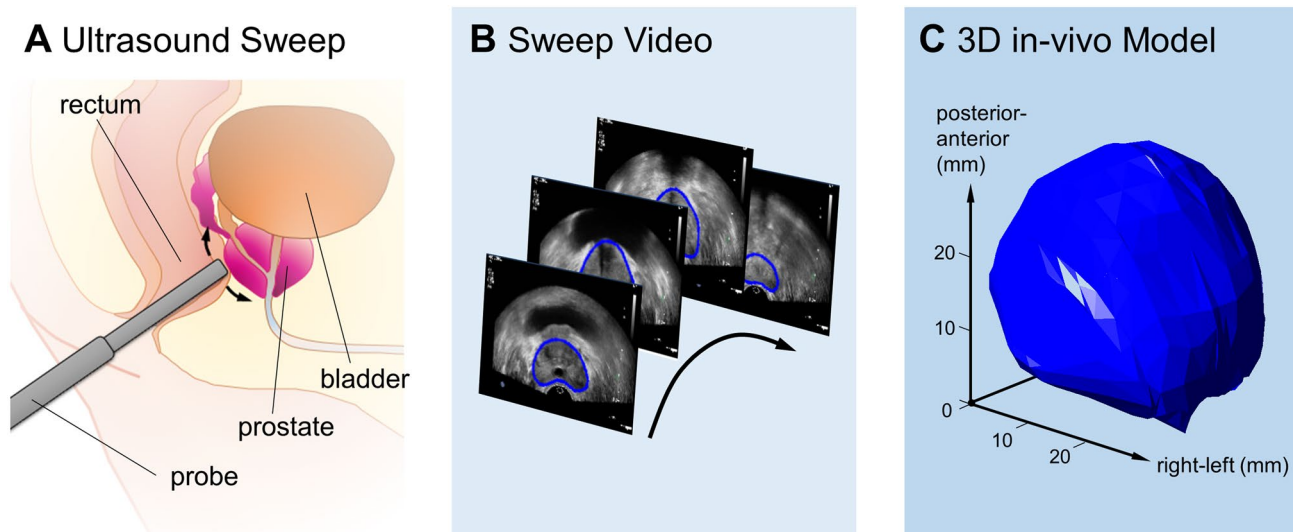 A Ultrasound Sweep
rectum
bladder
prostate
probe
B Sweep Video
C 3D in-vivo Model
posterior-
anterior
(mm)
20
10
0
10
20
right-left (mm)